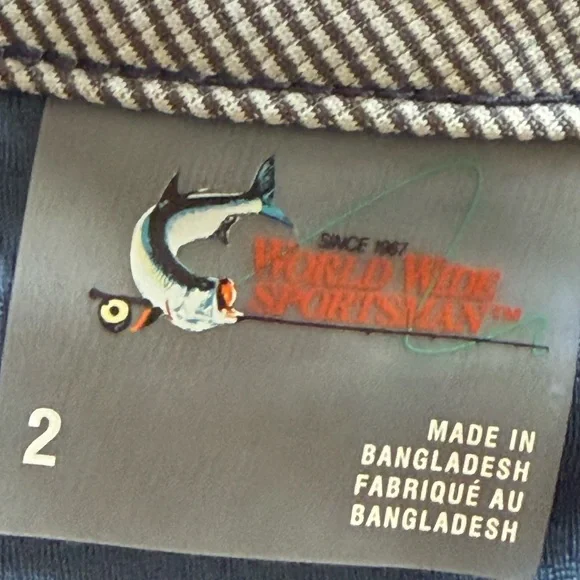 SINCE 1967
WORLD WIDE
SPORTSMAN™
2
MADE IN
BANGLADESH
FABRIQUÉ AU
BANGLADESH